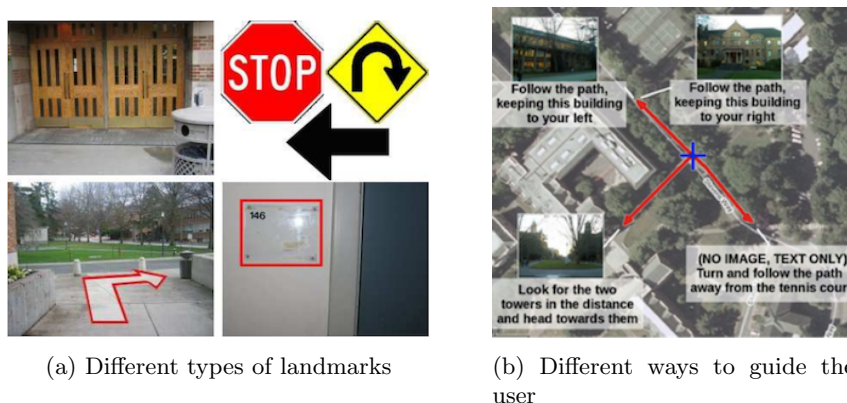 STOP
146
(a) Different types of landmarks
Follow the path,
keeping this building
to your left
Follow the path,
keeping this building
to your right
Look for the two
towers in the distance
and head towards them
(NO IMAGE, TEXT ONLY)
Turn and follow the path
away from the tennis cour
(b) Different ways to guide the
user